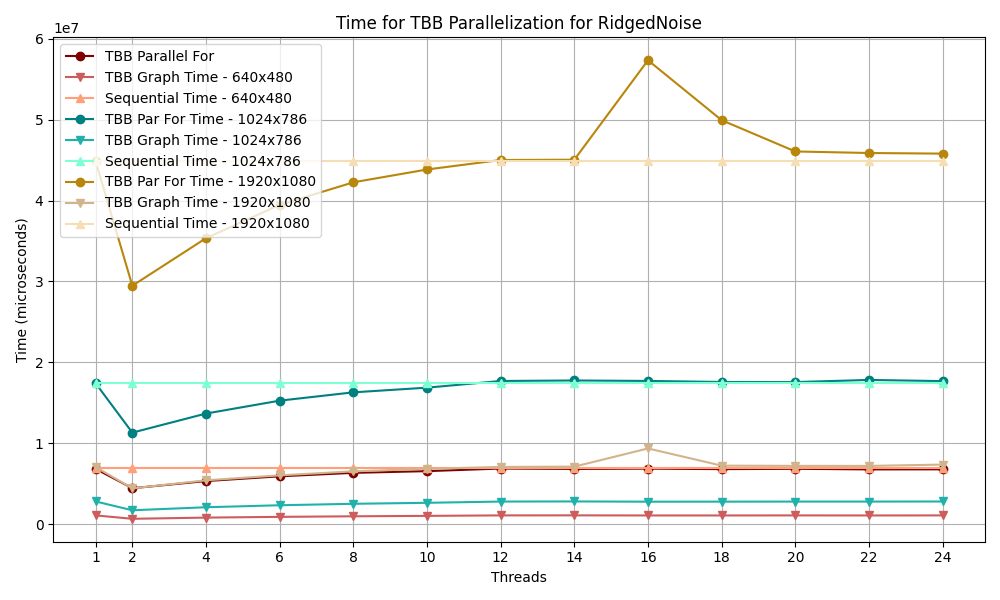 Time for TBB Parallelization for RidgedNoise
1e7
6
5
4
3
2
1
0
Time (microseconds)
TBB Parallel For
TBB Graph Time - 640x480
Sequential Time - 640x480
TBB Par For Time - 1024x786
TBB Graph Time - 1024x786
Sequential Time - 1024x786
TBB Par For Time - 1920x1080
TBB Graph Time - 1920x1080
Sequential Time - 1920x1080
1 2 4 6 8 10 12 14 16 18 20 22 24
Threads